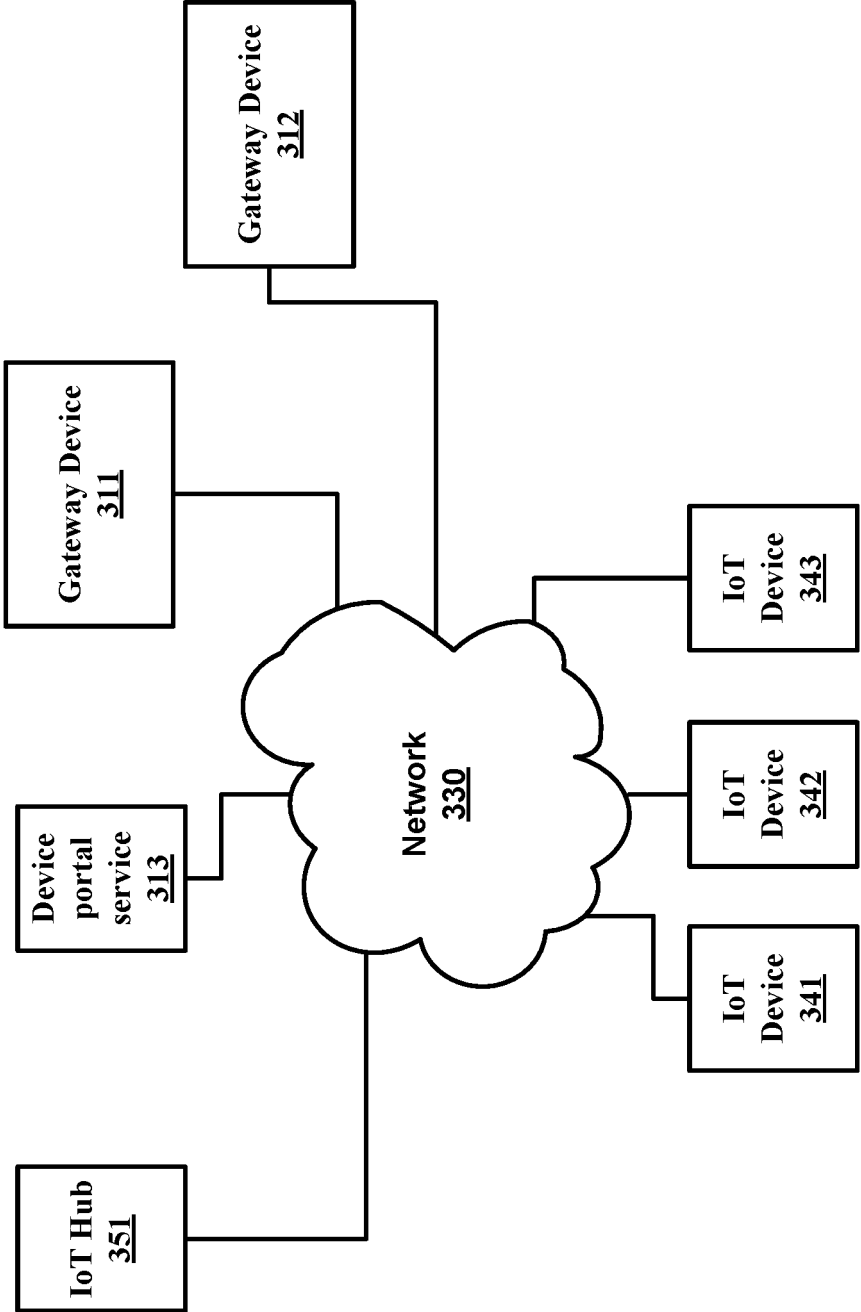 IoT Hub
351
Device
portal
service
313
Gateway Device
311
Gateway Device
312
Network
330
IoT
Device
341
IoT
Device
342
IoT
Device
343